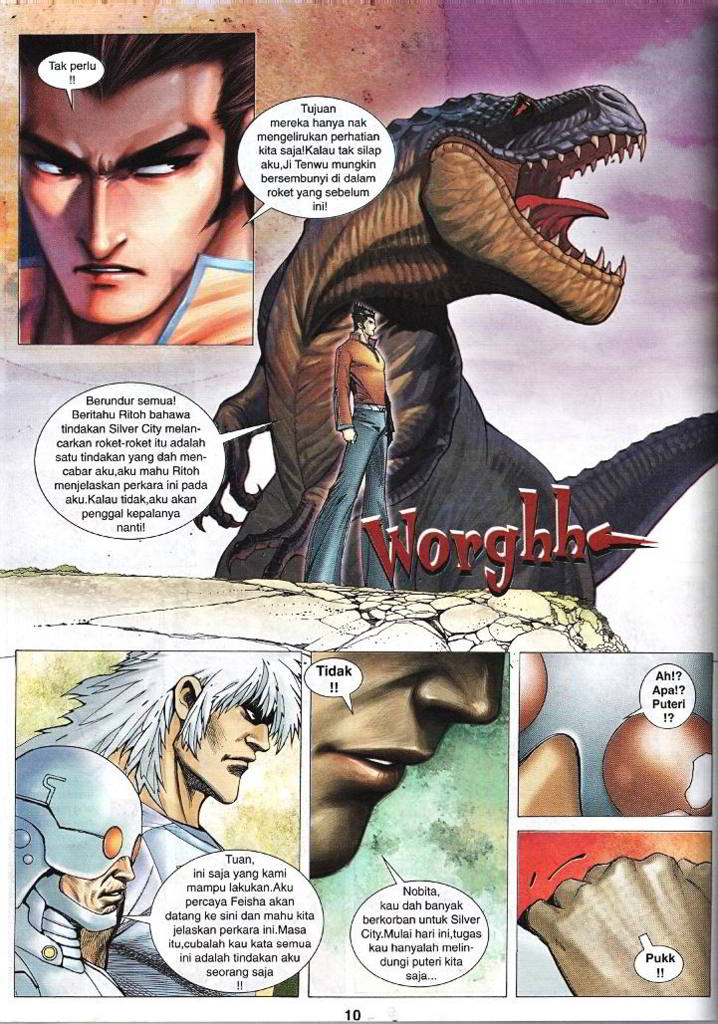 Tak perlu
!!
Tujuan
mereka hanya nak
mengelirukan perhatian
kita saja!Kalau tak silap
aku,Ji Tenwu mungkin
bersembunyi di dalam
roket yang sebelum
ini!
Berundur semua!
Beritahu Ritoh bahawa
tindakan Silver City melan-
carkan roket-roket itu adalah
satu tindakan yang dah men-
cabar aku,aku mahu Ritoh
menjelaskan perkara ini pada
aku.Kalau tidak,aku akan
penggal kepalanya
nanti!
Worghh
Tuan,
ini saja yang kami
mampu lakukan.Aku
percaya Feisha akan
datang ke sini dan mahu kita
jelaskan perkara ini.Masa
itu,cubalah kau kata semua
ini adalah tindakan aku
seorang saja
!!
Tidak
!!
Nobita,
kau dah banyak
berkorban untuk Silver
City.Mulai hari ini,tugas
kau hanyalah melin-
dungi puteri kita
saja...
Ah!?
Apa!?
Puteri
!?
Pukk
!!
10